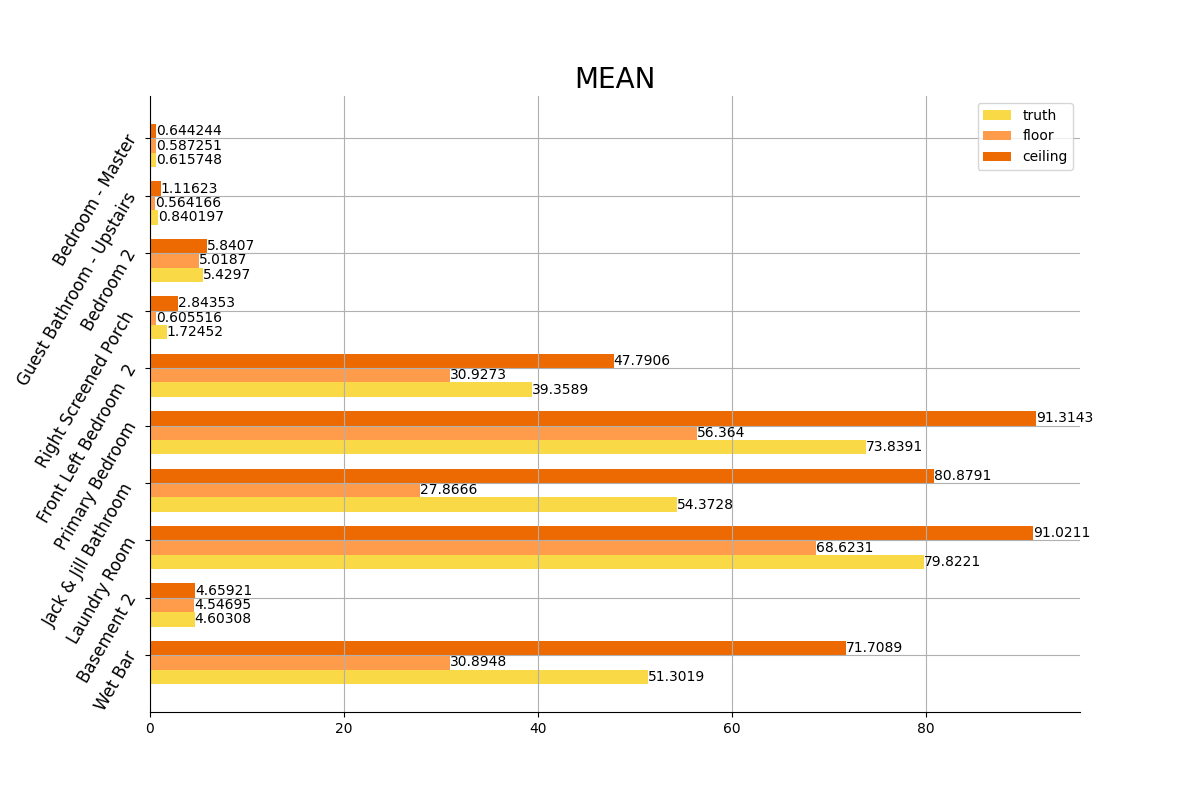 MEAN
truth
floor
ceiling
Bedroom - Master
0.644244
0.587251
0.615748
Guest Bathroom - Upstairs
1.11623
0.564166
0.840197
Bedroom 2
5.8407
5.0187
5.4297
Right Screened Porch
2.84353
0.605516
1.72452
Front Left Bedroom  2
47.7906
30.9273
39.3589
Primary Bedroom
91.3143
56.364
73.8391
Jack & Jill Bathroom
80.8791
27.8666
54.3728
Laundry Room
91.0211
68.6231
79.8221
Basement 2
4.65921
4.54695
4.60308
Wet Bar
71.7089
30.8948
51.3019
0 20 40 60 80